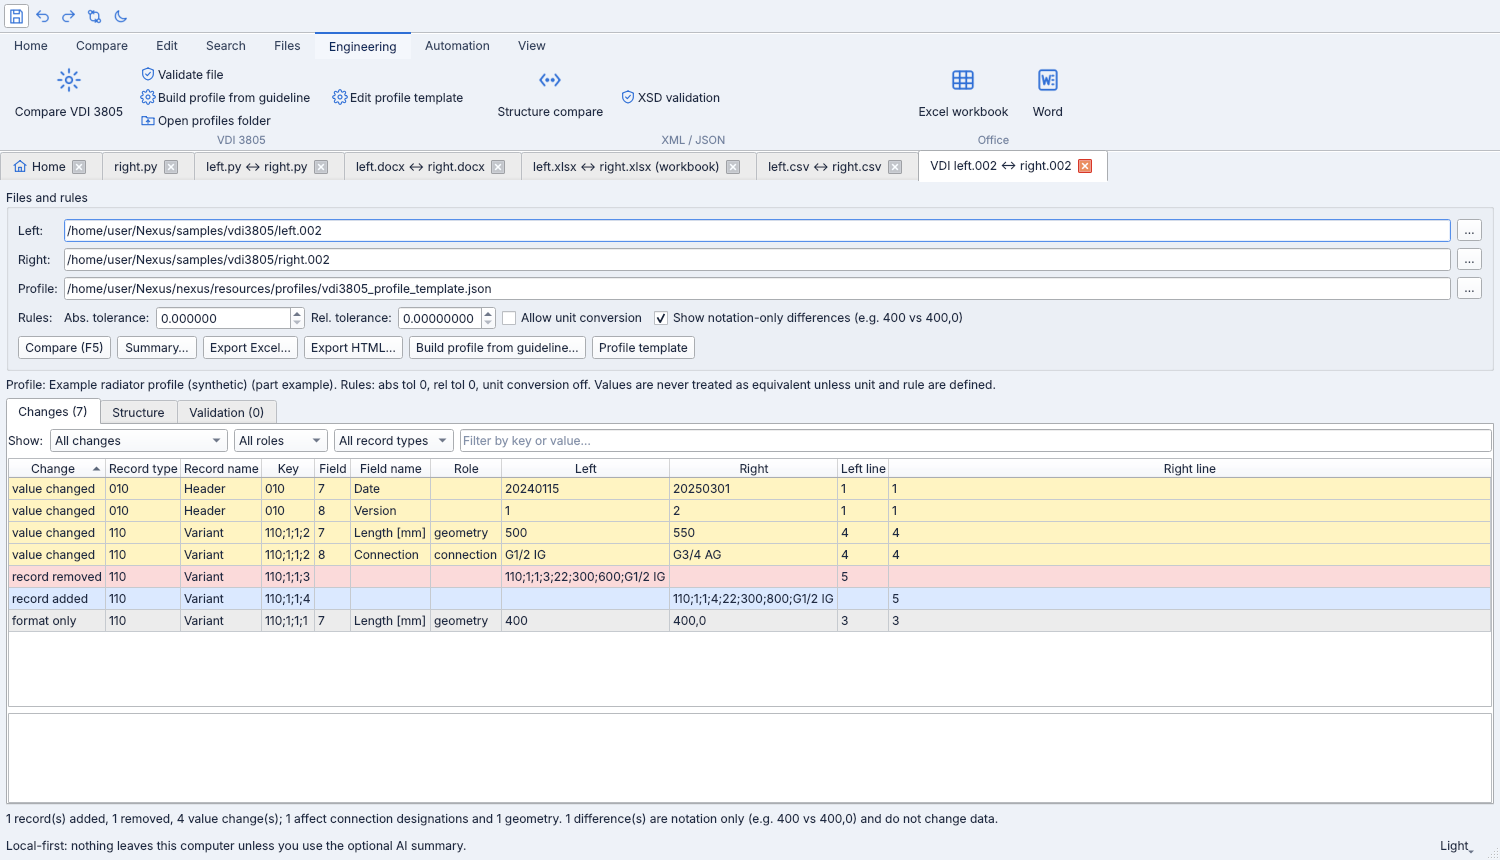 Home Compare Edit Search Files Engineering Automation View
Compare VDI 3805
Validate file
Build profile from guideline
Open profiles folder
Edit profile template
VDI 3805
Structure compare
XSD validation
XML / JSON
Excel workbook
Word
Office
Home right.py left.py ↔ right.py left.docx ↔ right.docx left.xlsx ↔ right.xlsx (workbook) left.csv ↔ right.csv VDI left.002 ↔ right.002
Files and rules
Left: /home/user/Nexus/samples/vdi3805/left.002 ...
Right: /home/user/Nexus/samples/vdi3805/right.002 ...
Profile: /home/user/Nexus/nexus/resources/profiles/vdi3805_profile_template.json ...
Rules: Abs. tolerance: 0.000000 Rel. tolerance: 0.00000000 Allow unit conversion Show notation-only differences (e.g. 400 vs 400,0)
Compare (F5) Summary... Export Excel... Export HTML... Build profile from guideline... Profile template
Profile: Example radiator profile (synthetic) (part example). Rules: abs tol 0, rel tol 0, unit conversion off. Values are never treated as equivalent unless unit and rule are defined.
Changes (7) Structure Validation (0)
Show: All changes All roles All record types Filter by key or value...
Change Record type Record name Key Field Field name Role Left Right Left line Right line
value changed 010 Header 010 7 Date 20240115 20250301 1 1
value changed 010 Header 010 8 Version 1 2 1 1
value changed 110 Variant 110;1;1;2 7 Length [mm] geometry 500 550 4 4
value changed 110 Variant 110;1;1;2 8 Connection connection G1/2 IG G3/4 AG 4 4
record removed 110 Variant 110;1;1;3 110;1;1;3;22;300;600;G1/2 IG 5
record added 110 Variant 110;1;1;4 110;1;1;4;22;300;800;G1/2 IG 5
format only 110 Variant 110;1;1;1 7 Length [mm] geometry 400 400,0 3 3
1 record(s) added, 1 removed, 4 value change(s); 1 affect connection designations and 1 geometry. 1 difference(s) are notation only (e.g. 400 vs 400,0) and do not change data.
Local-first: nothing leaves this computer unless you use the optional AI summary.
Light